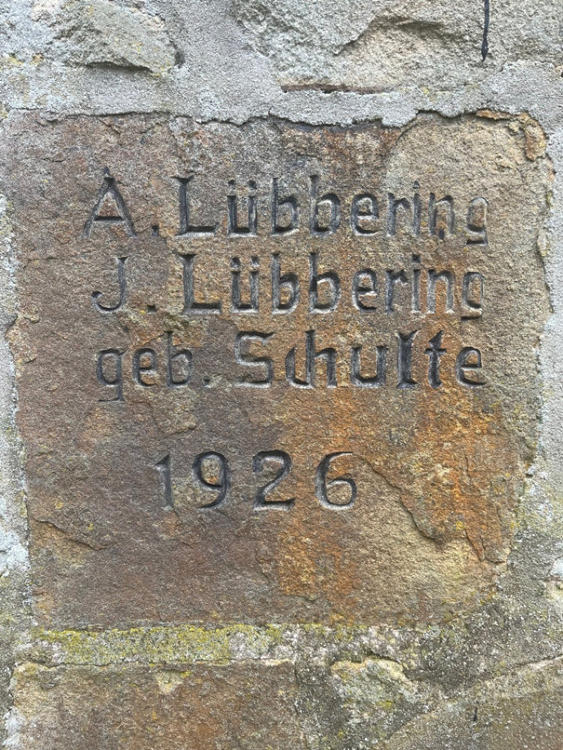 A. Lübbering
J. Lübbering
geb. Schulte
1926